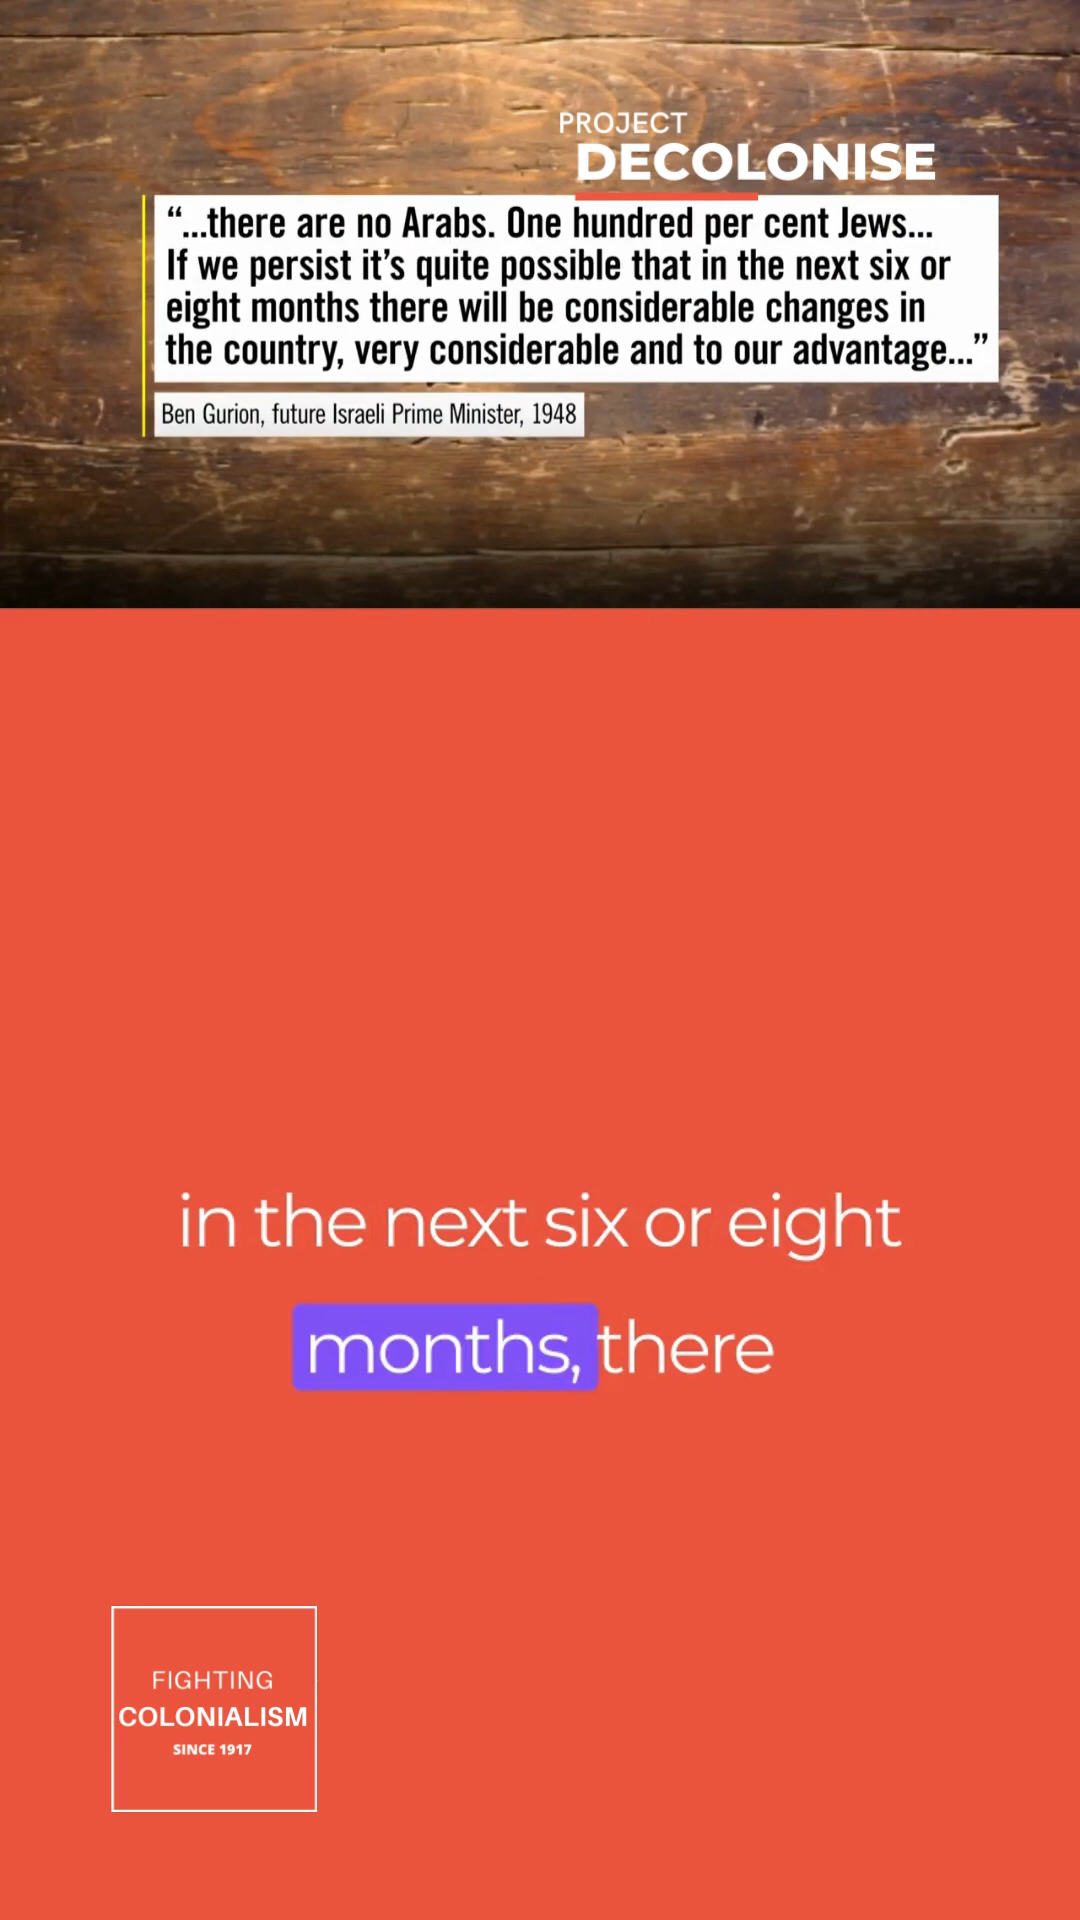 PROJECT
DECOLONISE
“...there are no Arabs. One hundred per cent Jews...
If we persist it’s quite possible that in the next six or
eight months there will be considerable changes in
the country, very considerable and to our advantage...”
Ben Gurion, future Israeli Prime Minister, 1948
in the next six or eight
months, there
FIGHTING
COLONIALISM
SINCE 1917